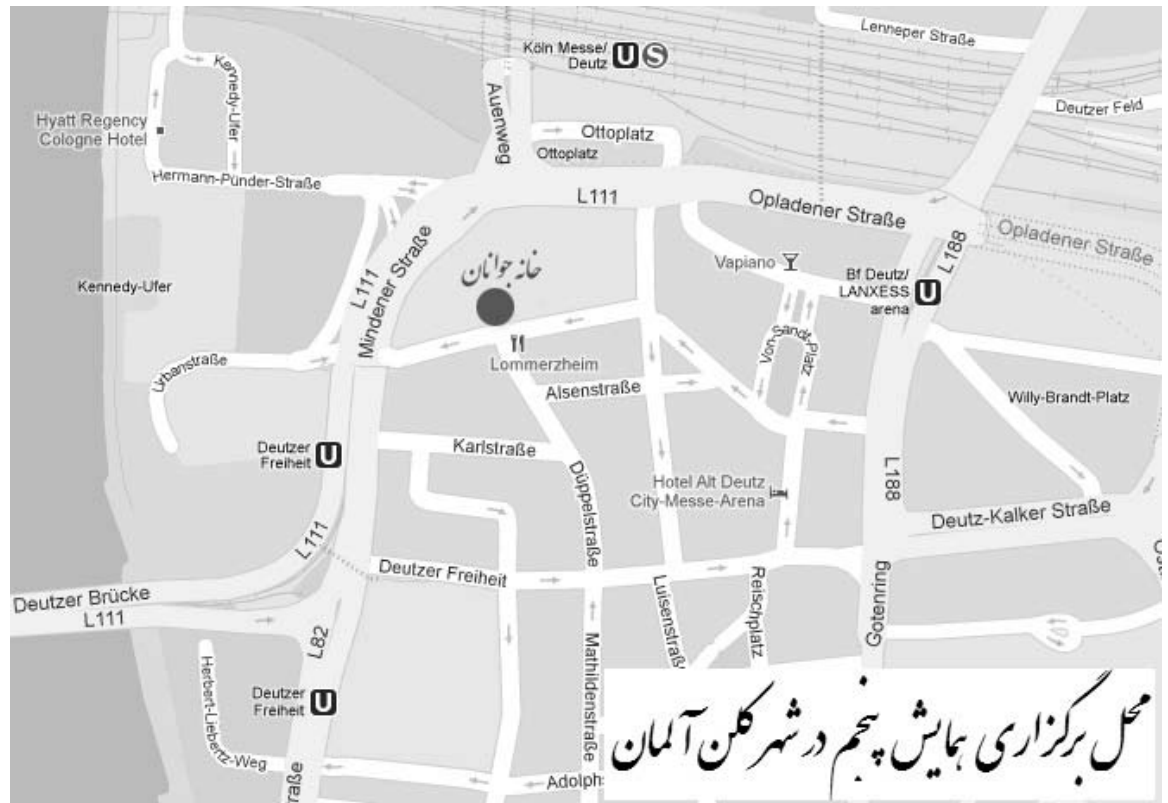 Lenneper Straße
Köln Messe/
Deutz
U S
Deutzer Feld
Kennedy-Ufer
Auenweg
Ottoplatz
Ottoplatz
Hyatt Regency
Cologne Hotel
Hermann-Pünder-Straße
L111
Opladener Straße
Opladener Straße
L188
خانه جوانان
Vapiano
Bf Deutz/
LANXESS
arena
U
Kennedy-Ufer
L111
Mindener Straße
Von-Sandt-Platz
Lommerzheim
Urbanstraße
Alsenstraße
Willy-Brandt-Platz
Deutzer
Freiheit
U
Karlstraße
Düppelstraße
Hotel Alt Deutz
City-Messe-Arena
L188
Deutz-Kalker Straße
L111
Deutzer Freiheit
Deutzer Brücke
L111
L82
Luisenstraße
Reischplatz
Gotenring
Mathildenstraße
Herbert-Liebertz-Weg
Deutzer
Freiheit
U
محل برگزاری همایش پنجم در شهر کلن آلمان